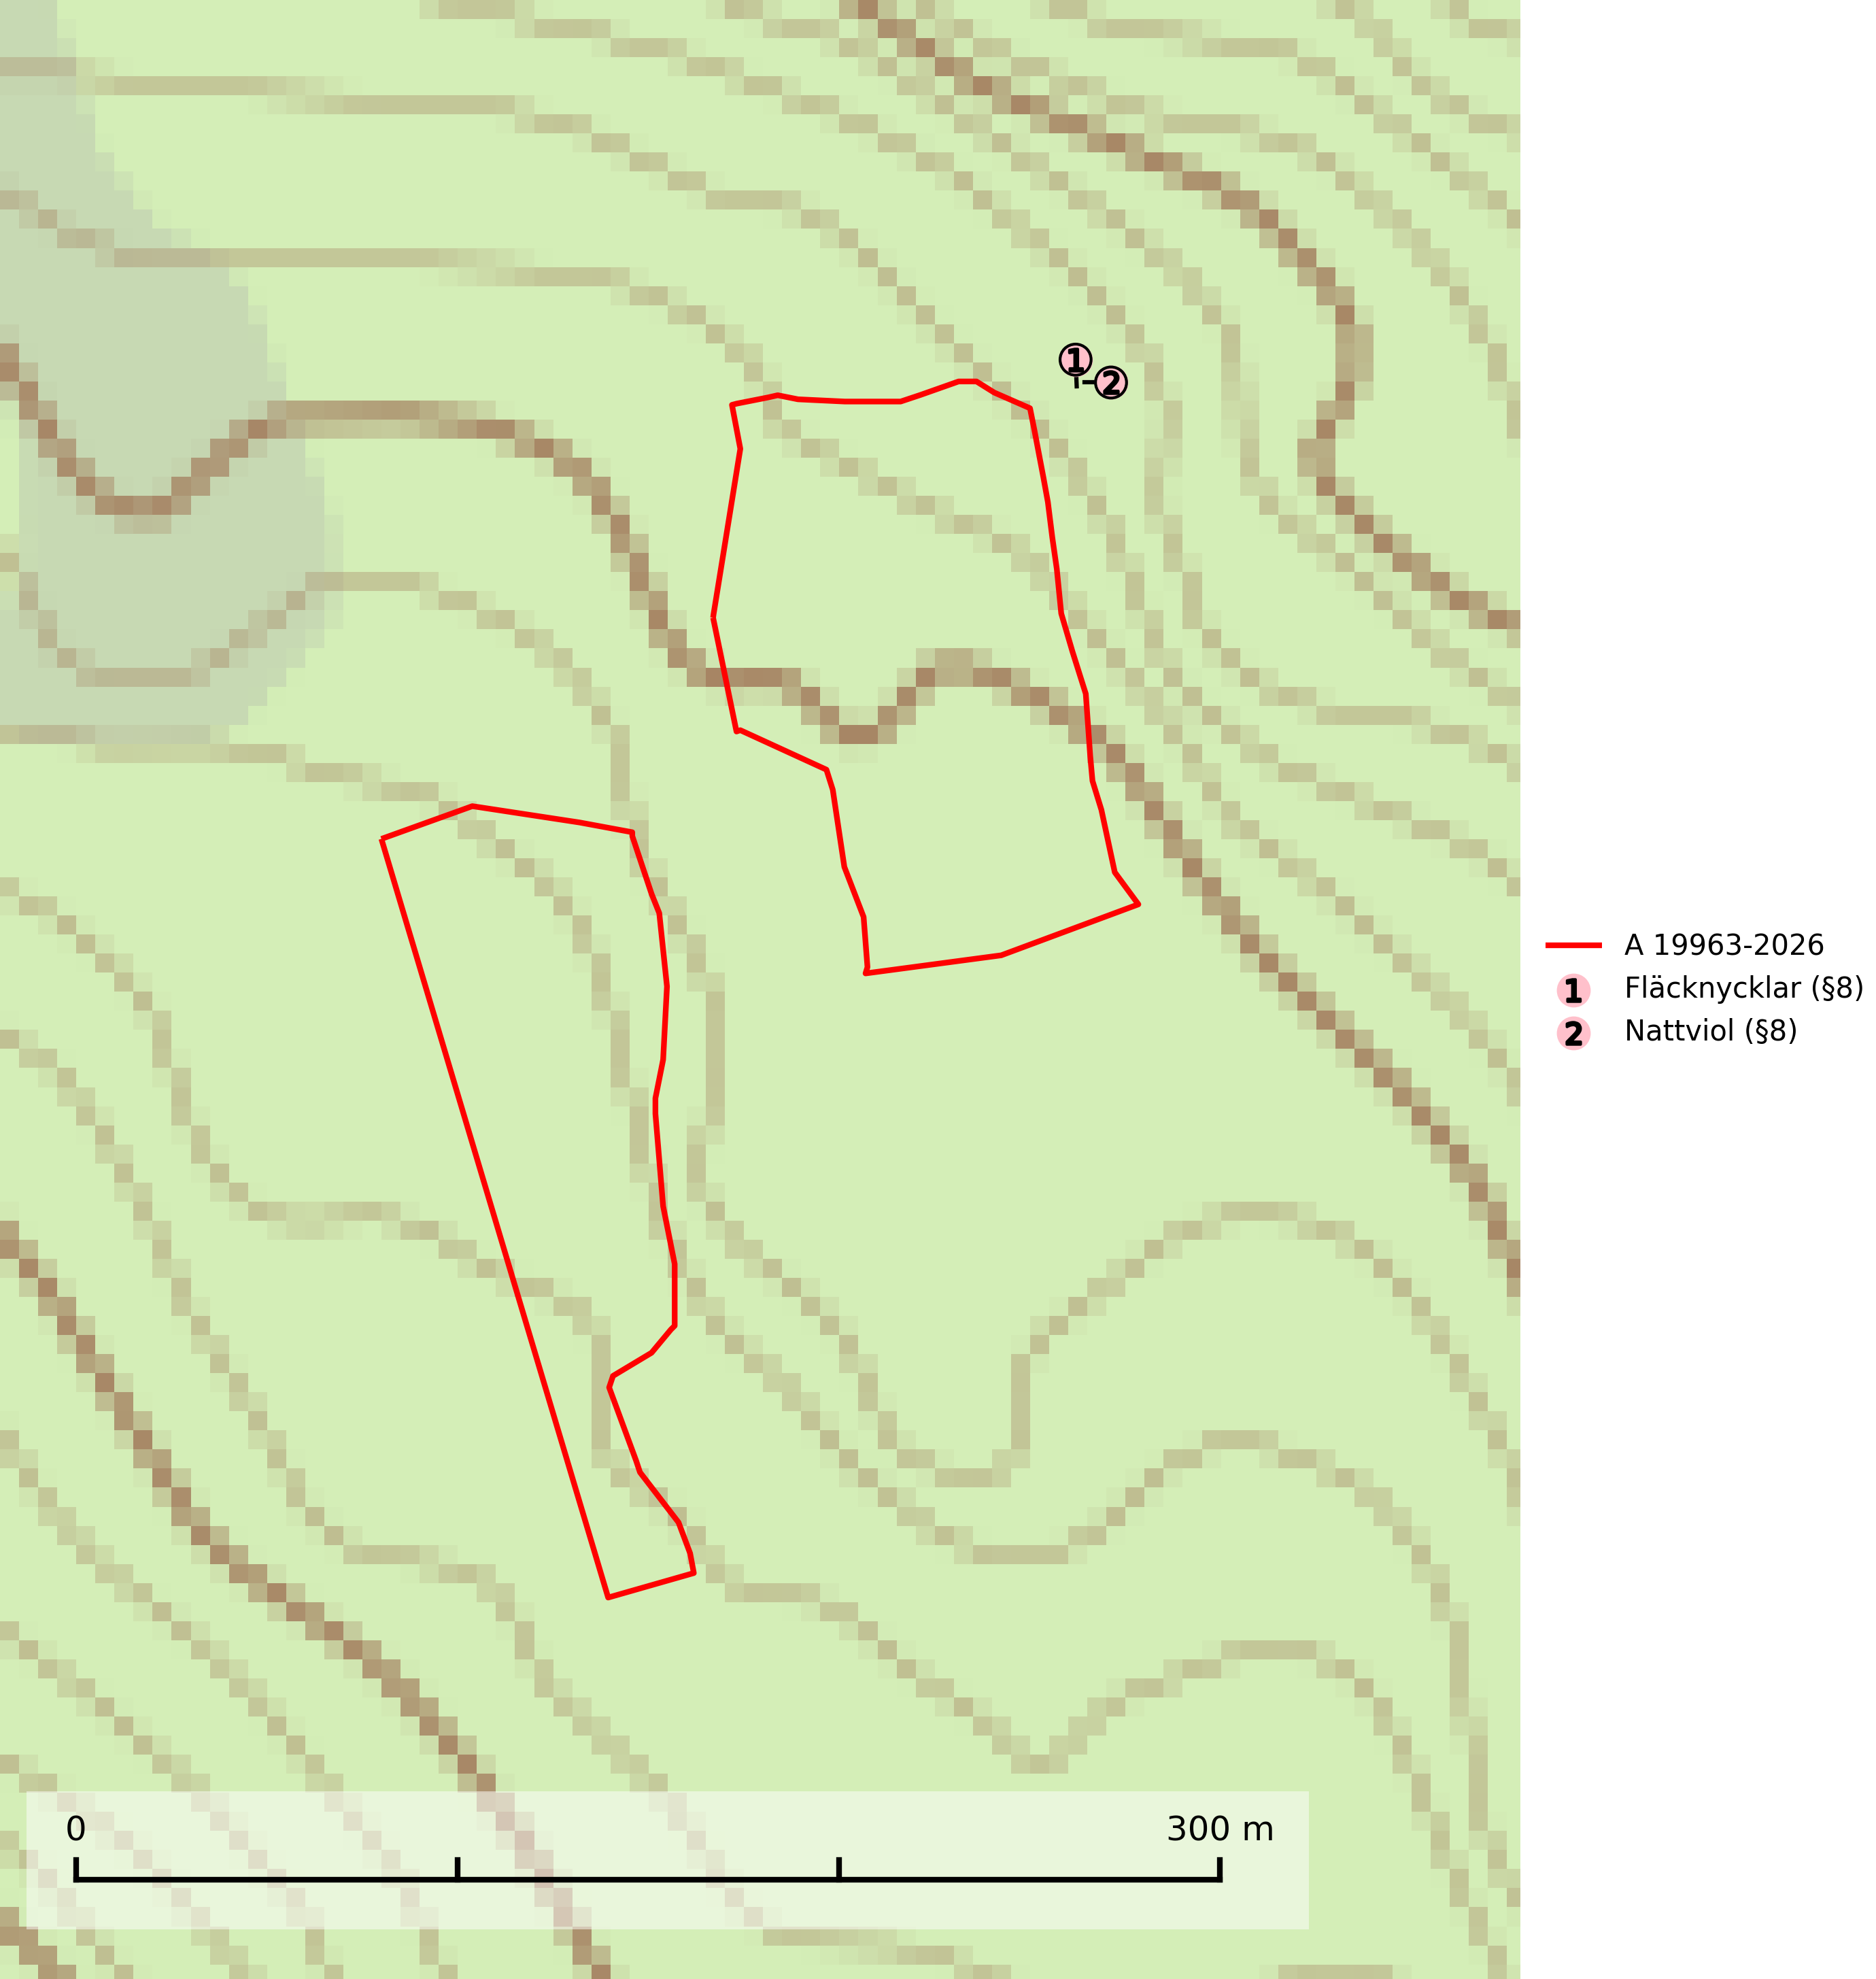 1
2
A 19963-2026
1 Fläcknycklar (§8)
2 Nattviol (§8)
0 300 m